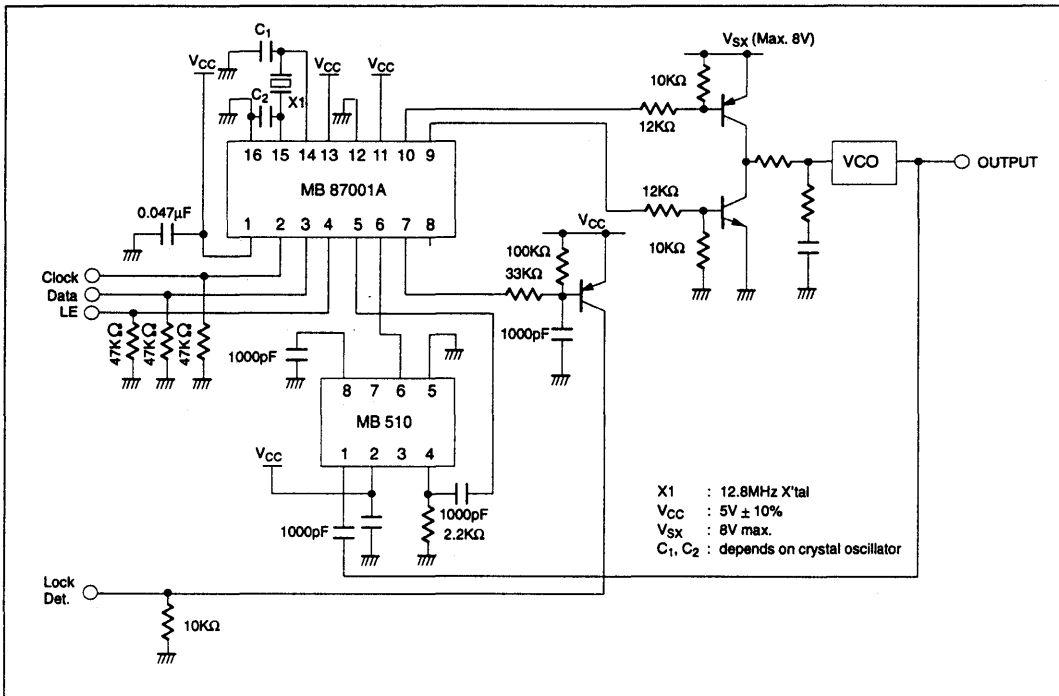 C1
VSX (Max. 8V)
VCC
VCC
VCC
C2
X1
10KΩ
12KΩ
16 15 14 13 12 11 10 9
MB 87001A
1 2 3 4 5 6 7 8
VCO
OUTPUT
12KΩ
10KΩ
0.047μF
VCC
100KΩ
33KΩ
Clock
Data
LE
47KΩ
47KΩ
47KΩ
1000pF
1000pF
8 7 6 5
MB 510
1 2 3 4
VCC
1000pF
1000pF
2.2KΩ
X1 : 12.8MHz X'tal
VCC : 5V ± 10%
VSX : 8V max.
C1, C2 : depends on crystal oscillator
Lock
Det.
10KΩ